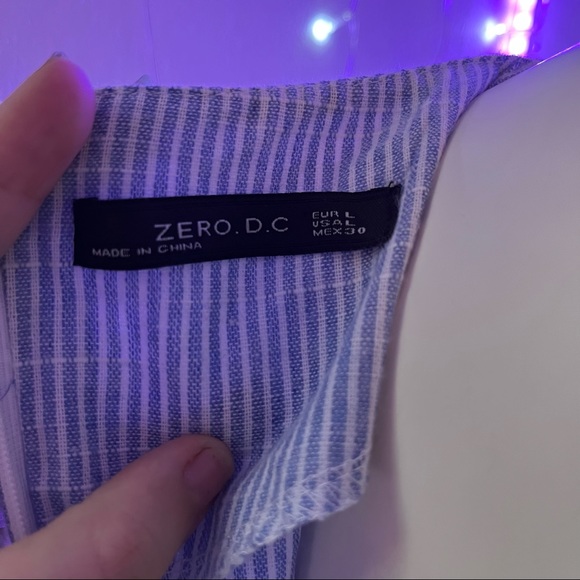 ZERO.D.C
MADE IN CHINA
EUR L
USA L
MEX 30